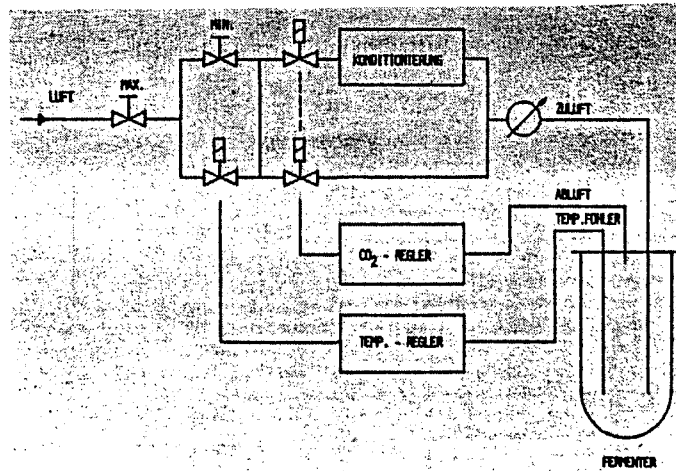 MIN.
KONDITIONIERUNG
LUFT
MAX.
ZULUFT
ABLUFT
TEMP.FÜHLER
CO₂ - REGLER
TEMP. - REGLER
FERMENTER